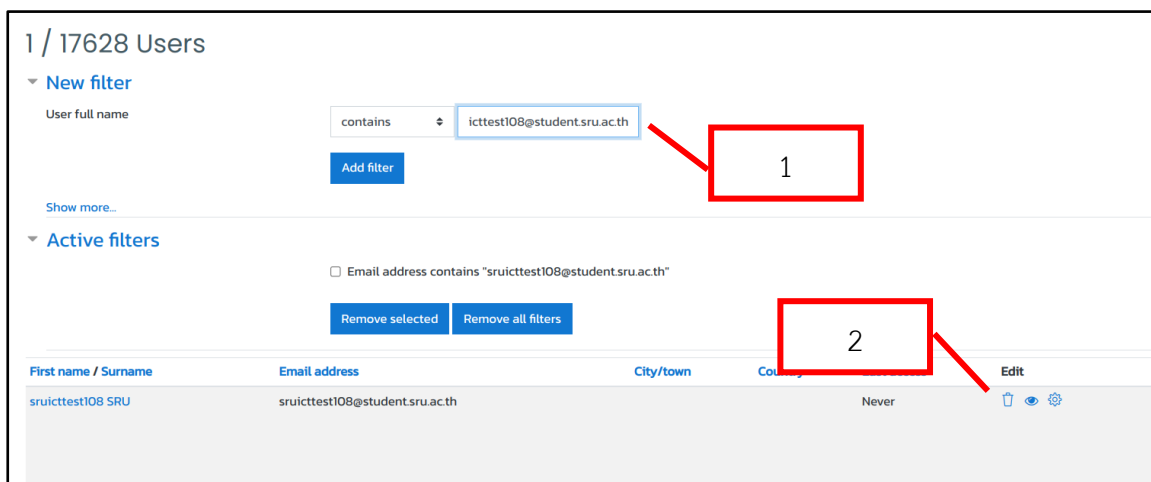 1 / 17628 Users
New filter
User full name contains icttest108@student.sru.ac.th
1
Add filter
Show more...
Active filters
Email address contains "sruicttest108@student.sru.ac.th"
Remove selected Remove all filters
2
First name / Surname Email address City/town Edit
sruicttest108 SRU sruicttest108@student.sru.ac.th Never